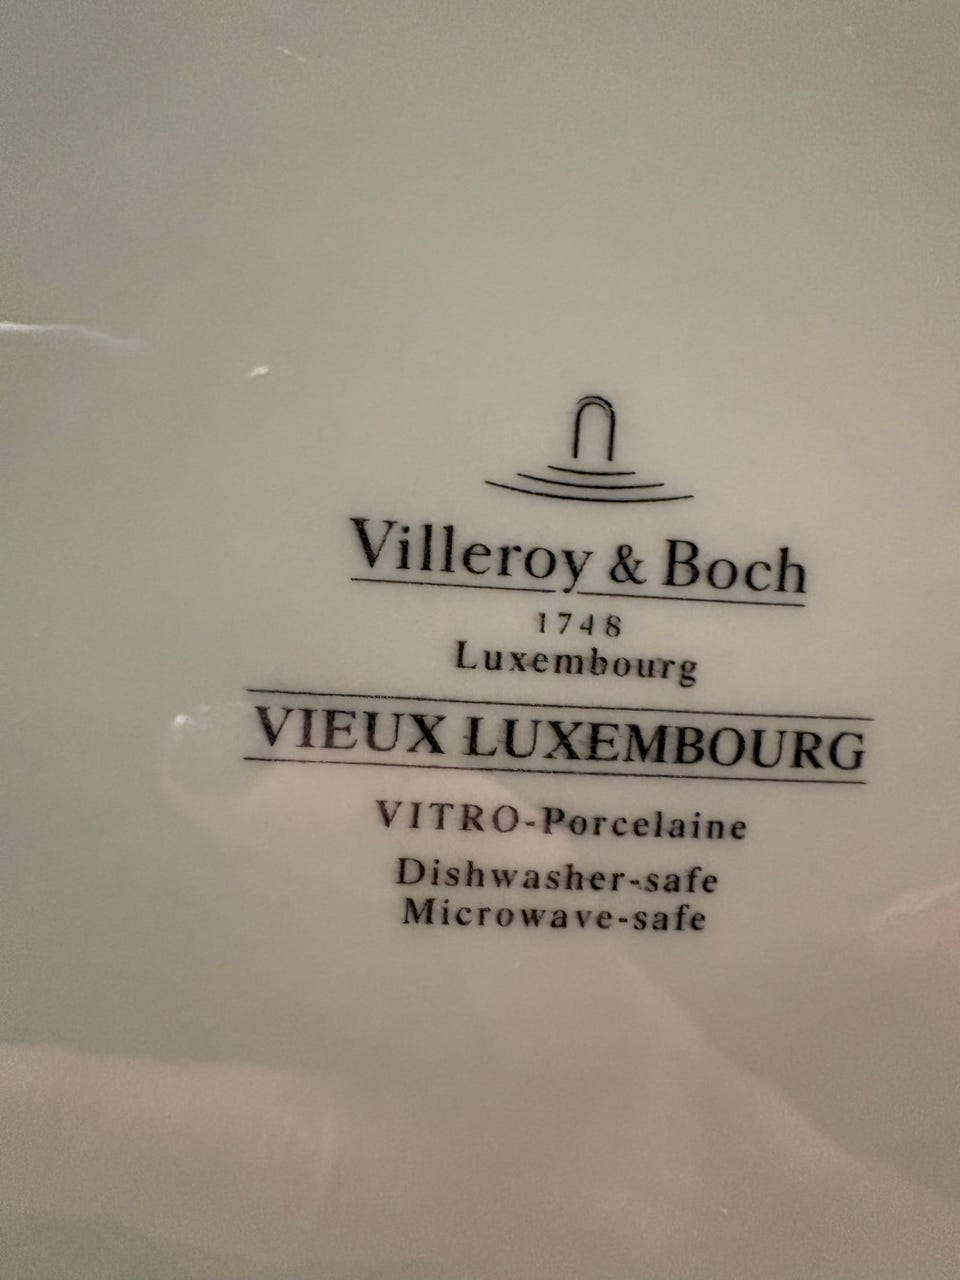 Villeroy & Boch
1748
Luxembourg
VIEUX LUXEMBOURG
VITRO-Porcelaine
Dishwasher-safe
Microwave-safe